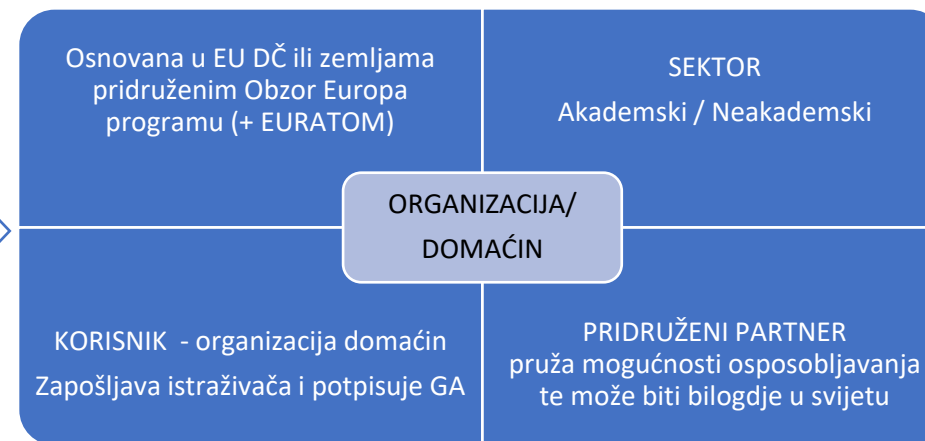 Osnovana u EU DČ ili zemljama
pridruženim Obzor Europa
programu (+ EURATOM)
SEKTOR
Akademski / Neakademski
ORGANIZACIJA/
DOMAĆIN
KORISNIK - organizacija domaćin
Zapošljava istraživača i potpisuje GA
PRIDRUŽENI PARTNER
pruža mogućnosti osposobljavanja
te može biti bilogdje u svijetu